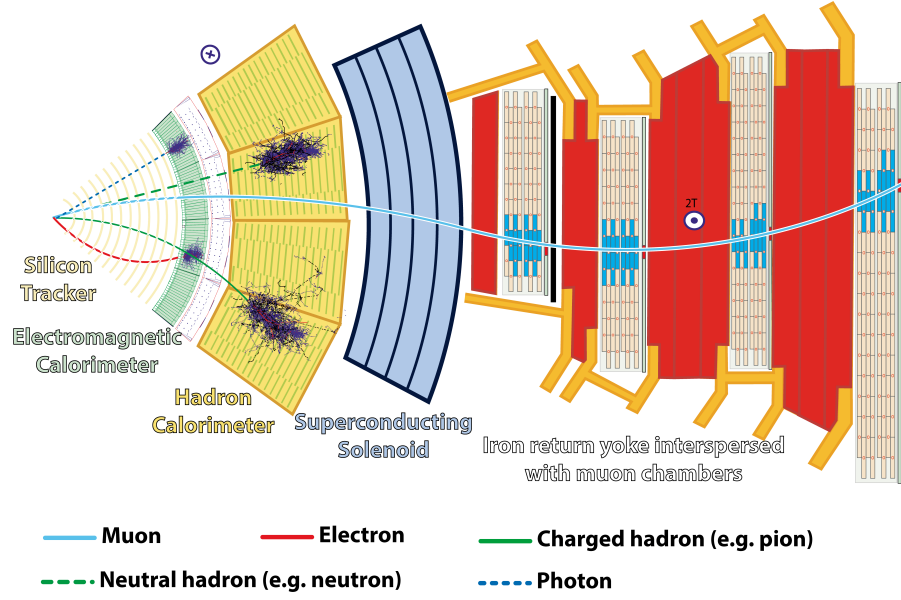 2T
Silicon
Tracker
Electromagnetic
Calorimeter
Hadron
Calorimeter
Superconducting
Solenoid
Iron return yoke interspersed
with muon chambers
Muon
Electron
Charged hadron (e.g. pion)
Neutral hadron (e.g. neutron)
Photon